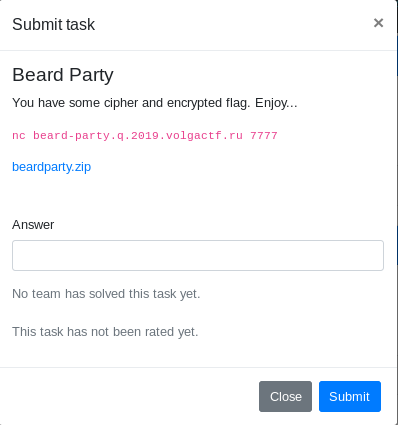 Submit task
×
Beard Party
You have some cipher and encrypted flag. Enjoy...
nc beard-party.q.2019.volgactf.ru 7777
beardparty.zip
Answer
No team has solved this task yet.
This task has not been rated yet.
Close Submit